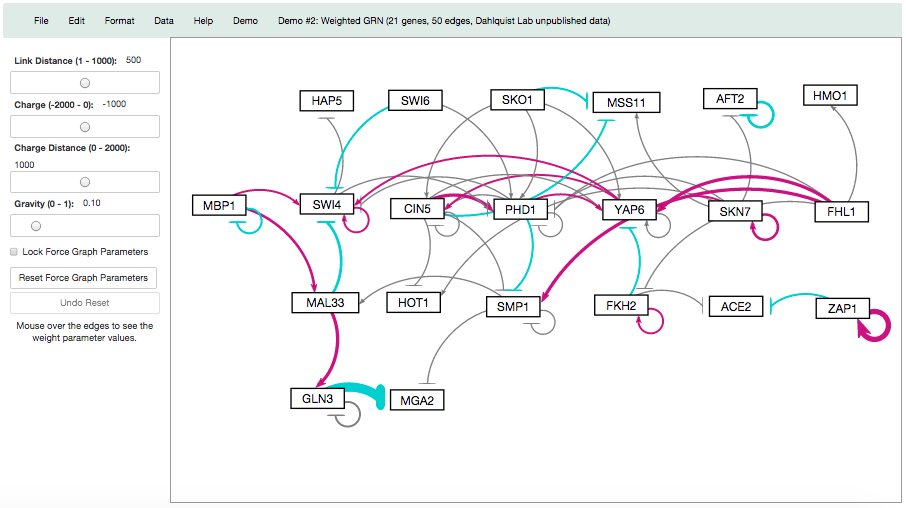 File Edit Format Data Help Demo Demo #2: Weighted GRN (21 genes, 50 edges, Dahlquist Lab unpublished data)
Link Distance (1 - 1000): 500
Charge (-2000 - 0): -1000
Charge Distance (0 - 2000):
1000
Gravity (0 - 1): 0.10
Lock Force Graph Parameters
Reset Force Graph Parameters
Undo Reset
Mouse over the edges to see the
weight parameter values.
HAP5 SWI6 SKO1 MSS11 AFT2 HMO1
MBP1 SWI4 CIN5 PHD1 YAP6 SKN7 FHL1
MAL33 HOT1 SMP1 FKH2 ACE2 ZAP1
GLN3 MGA2